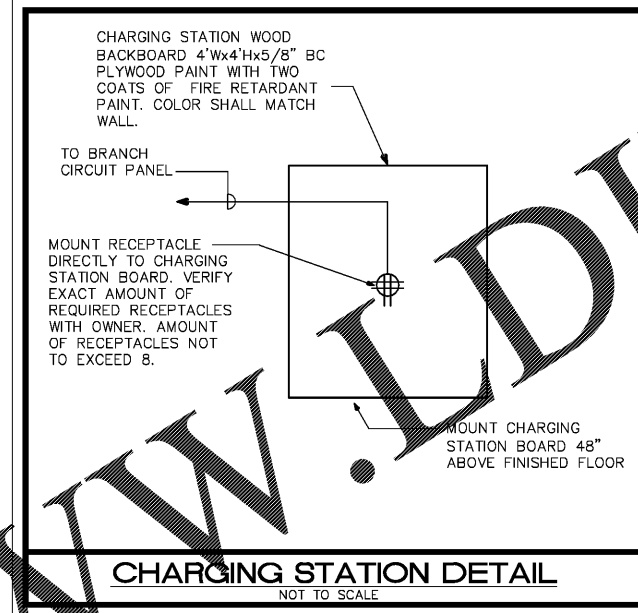 CHARGING STATION WOOD
BACKBOARD 4'Wx4'Hx5/8" BC
PLYWOOD PAINT WITH TWO
COATS OF FIRE RETARDANT
PAINT. COLOR SHALL MATCH
WALL.
TO BRANCH
CIRCUIT PANEL
MOUNT RECEPTACLE
DIRECTLY TO CHARGING
STATION BOARD. VERIFY
EXACT AMOUNT OF
REQUIRED RECEPTACLES
WITH OWNER. AMOUNT
OF RECEPTACLES NOT
TO EXCEED 8.
MOUNT CHARGING
STATION BOARD 48"
ABOVE FINISHED FLOOR
CHARGING STATION DETAIL
NOT TO SCALE